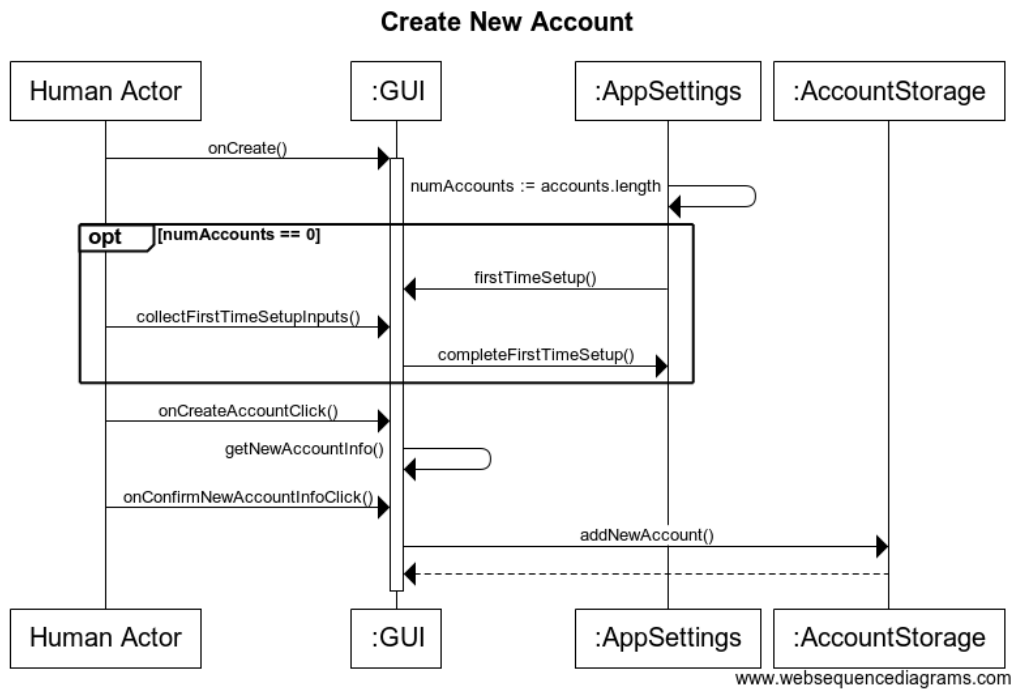 Create New Account
Human Actor
:GUI
:AppSettings
:AccountStorage
onCreate()
numAccounts := accounts.length
opt
[numAccounts == 0]
firstTimeSetup()
collectFirstTimeSetupInputs()
completeFirstTimeSetup()
onCreateAccountClick()
getNewAccountInfo()
onConfirmNewAccountInfoClick()
addNewAccount()
Human Actor
:GUI
:AppSettings
:AccountStorage
www.websequencediagrams.com